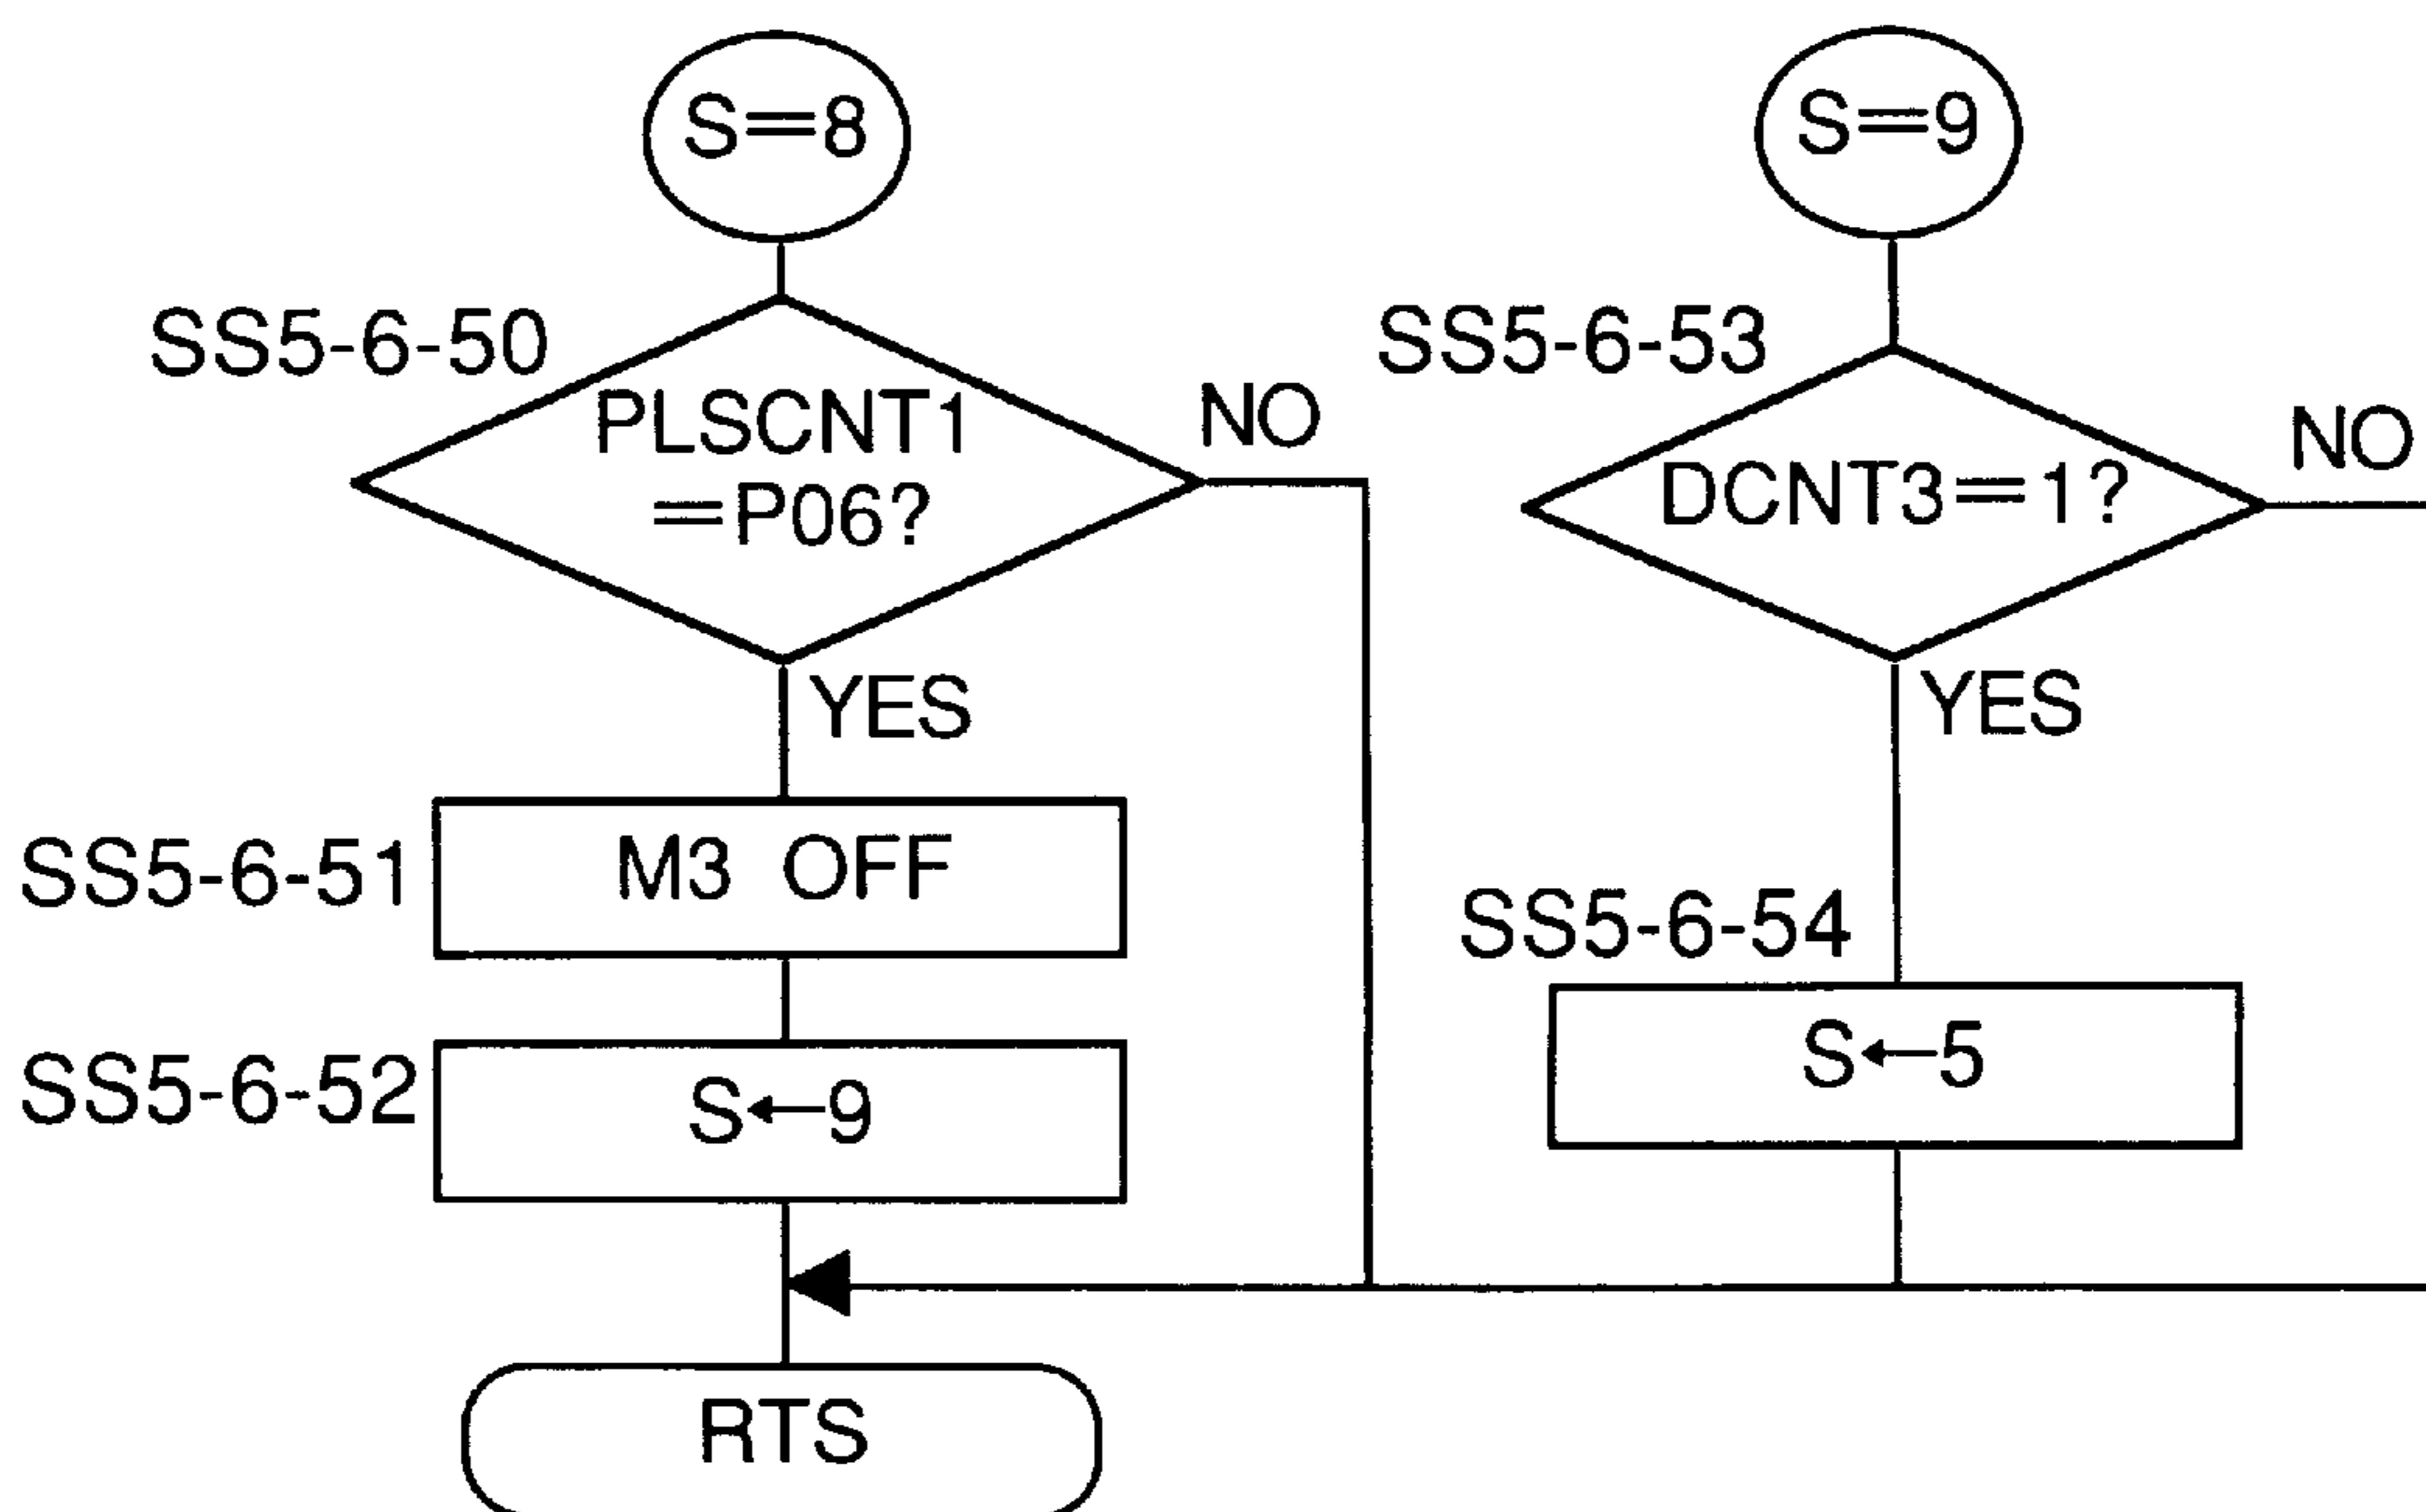 S=8
SS5-6-50
PLSCNT1
=P06?
NO
YES
SS5-6-51
M3 OFF
SS5-6-52
S←9
RTS
S=9
SS5-6-53
DCNT3=1?
NO
YES
SS5-6-54
S←5